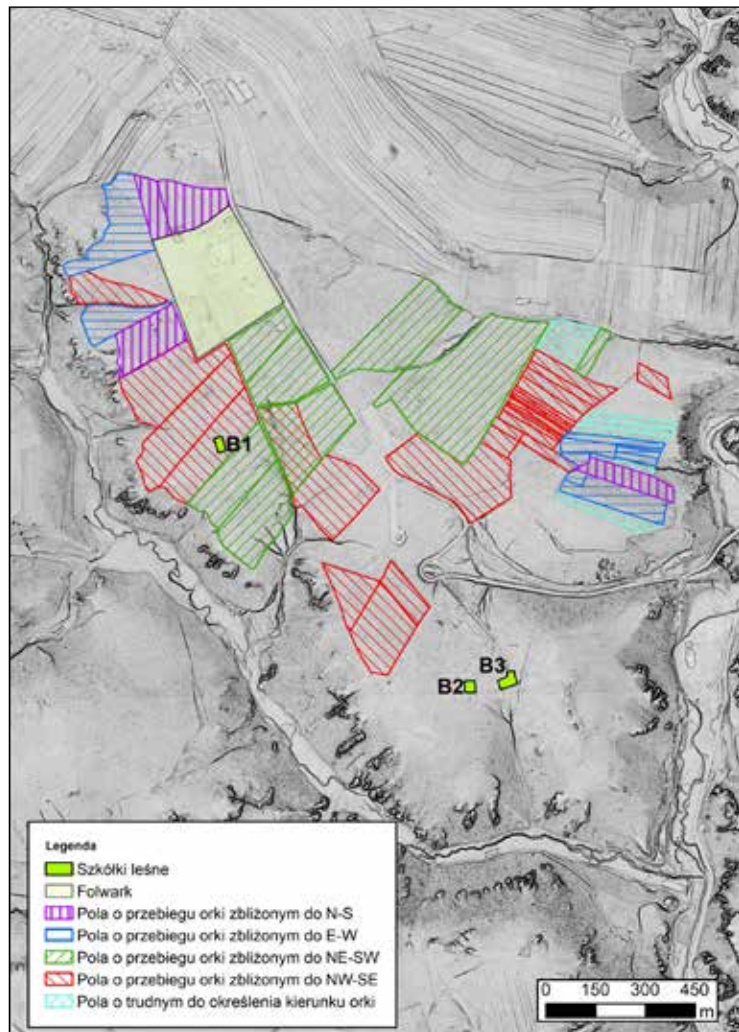 B1
B3
B2
Legenda
Szkółki leśne
Folwark
Pola o przebiegu orki zbliżonym do N-S
Pola o przebiegu orki zbliżonym do E-W
Pola o przebiegu orki zbliżonym do NE-SW
Pola o przebiegu orki zbliżonym do NW-SE
Pola o trudnym do określenia kierunku orki
0 150 300 450
m